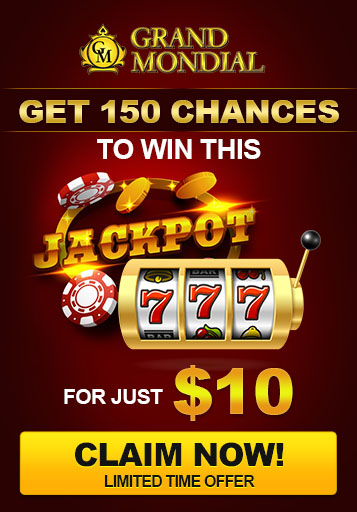 GM
GRAND
MONDIAL
GET 150 CHANCES
TO WIN THIS
JACKPOT
BAR
7 7 7
BAR
FOR JUST $10
CLAIM NOW!
LIMITED TIME OFFER